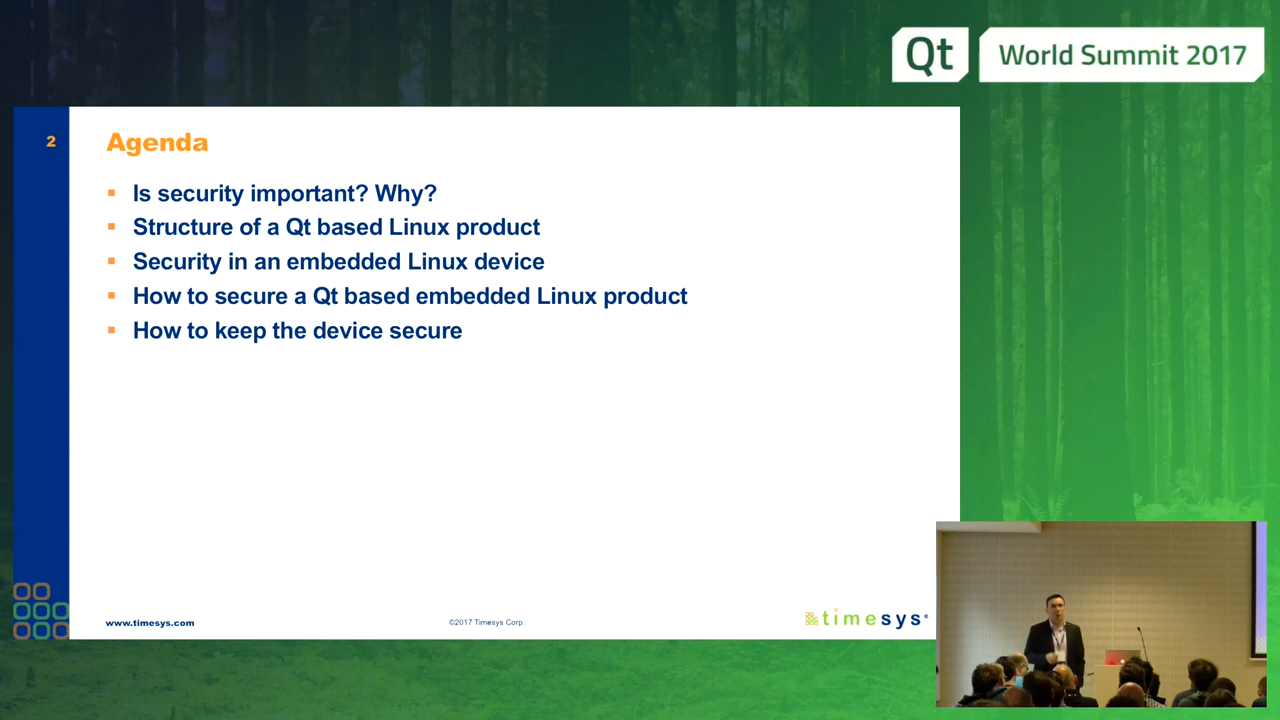 Qt World Summit 2017
2
Agenda
▪ Is security important? Why?
▪ Structure of a Qt based Linux product
▪ Security in an embedded Linux device
▪ How to secure a Qt based embedded Linux product
▪ How to keep the device secure
www.timesys.com
©2017 Timesys Corp.
timesys®